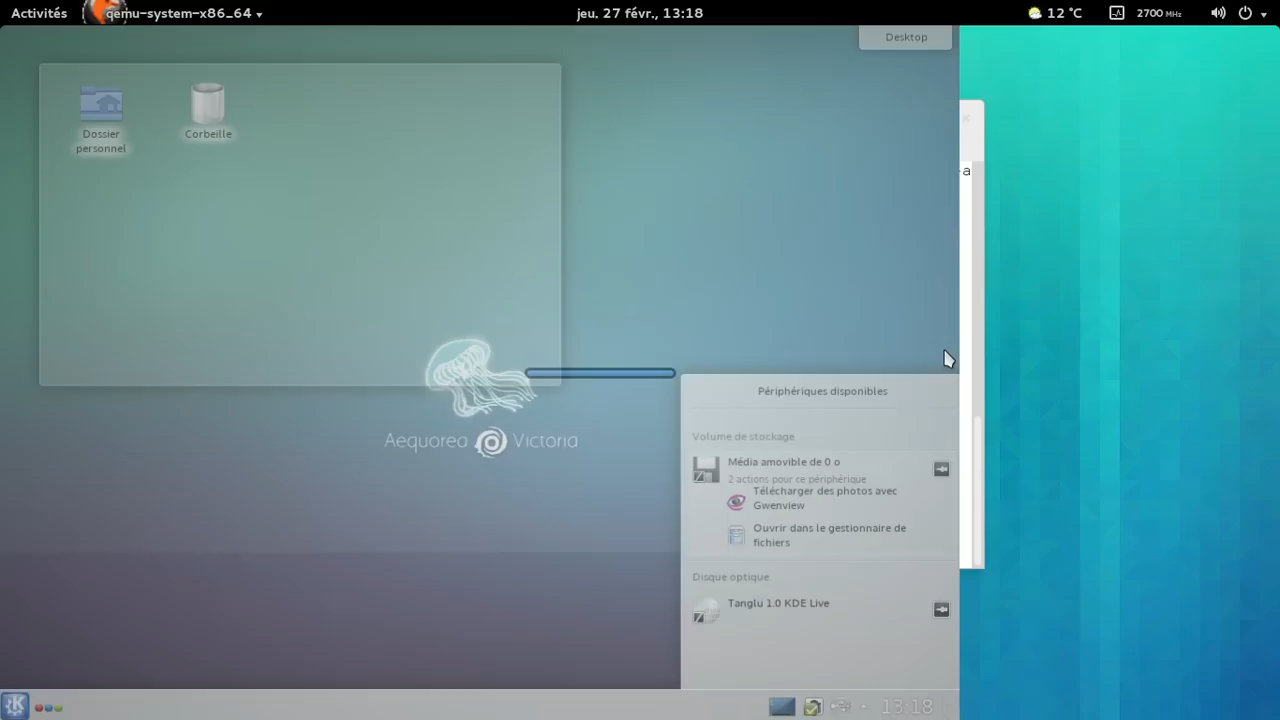 Activités
qemu-system-x86_64
jeu. 27 févr., 13:18
12 °C
2700 MHz
Desktop
Dossier
personnel
Corbeille
-a
Aequorea Victoria
Périphériques disponibles
Volume de stockage
Média amovible de 0 o
2 actions pour ce périphérique
Télécharger des photos avec
Gwenview
Ouvrir dans le gestionnaire de
fichiers
Disque optique
Tanglu 1.0 KDE Live
13:18